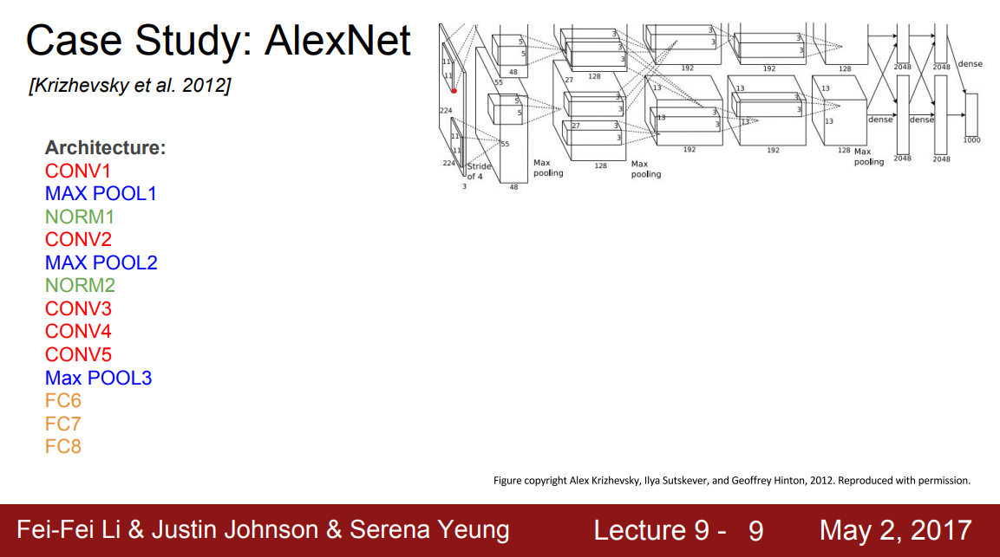 Case Study: AlexNet
[Krizhevsky et al. 2012]
Architecture:
CONV1
MAX POOL1
NORM1
CONV2
MAX POOL2
NORM2
CONV3
CONV4
CONV5
Max POOL3
FC6
FC7
FC8
11
11
224
11
11
224
3
Stride
of 4
5
5
48
55
5
5
55
48
Max
pooling
3
3
128
27
3
3
27
3
3
128
Max
pooling
3
3
192
13
3
3
13
192
3
3
192
13
3
3
13
192
128
13
13
128
Max
pooling
2048
2048
dense
dense
dense
2048
2048
1000
Figure copyright Alex Krizhevsky, Ilya Sutskever, and Geoffrey Hinton, 2012. Reproduced with permission.
Fei-Fei Li & Justin Johnson & Serena Yeung
Lecture 9 - 9
May 2, 2017